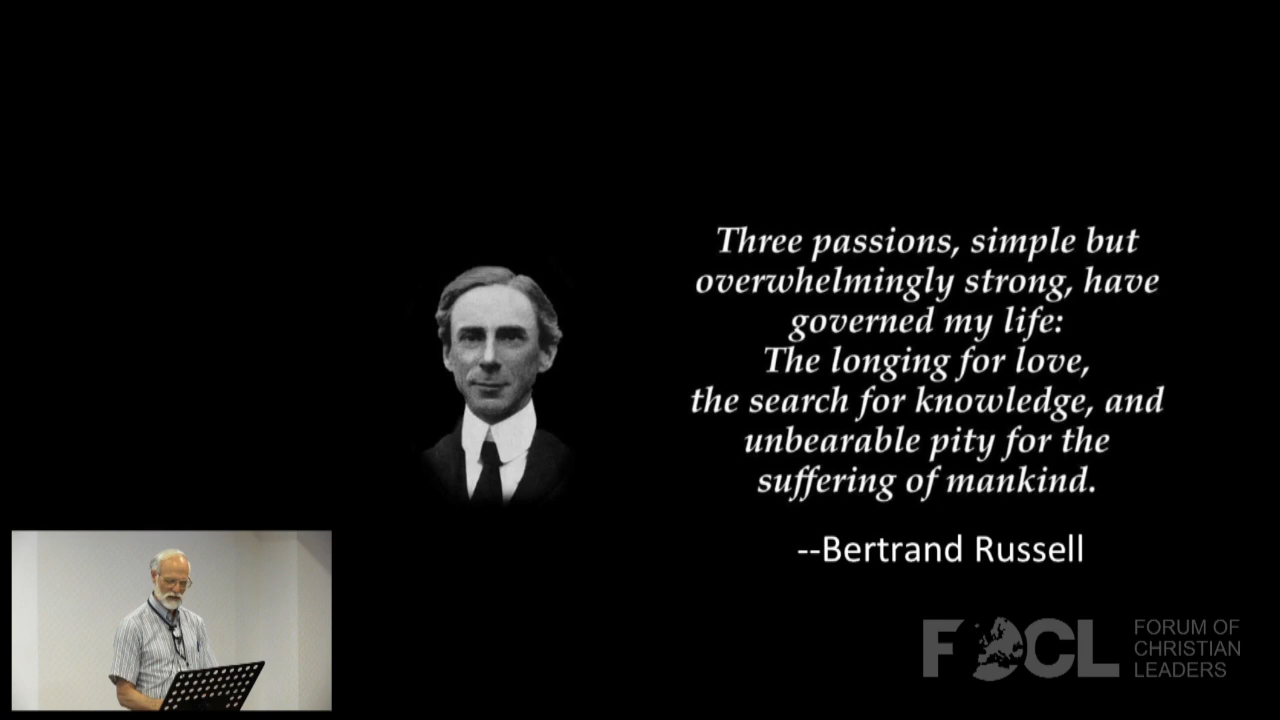 Three passions, simple but
overwhelmingly strong, have
governed my life:
The longing for love,
the search for knowledge, and
unbearable pity for the
suffering of mankind.
--Bertrand Russell
FOCL
FORUM OF
CHRISTIAN
LEADERS